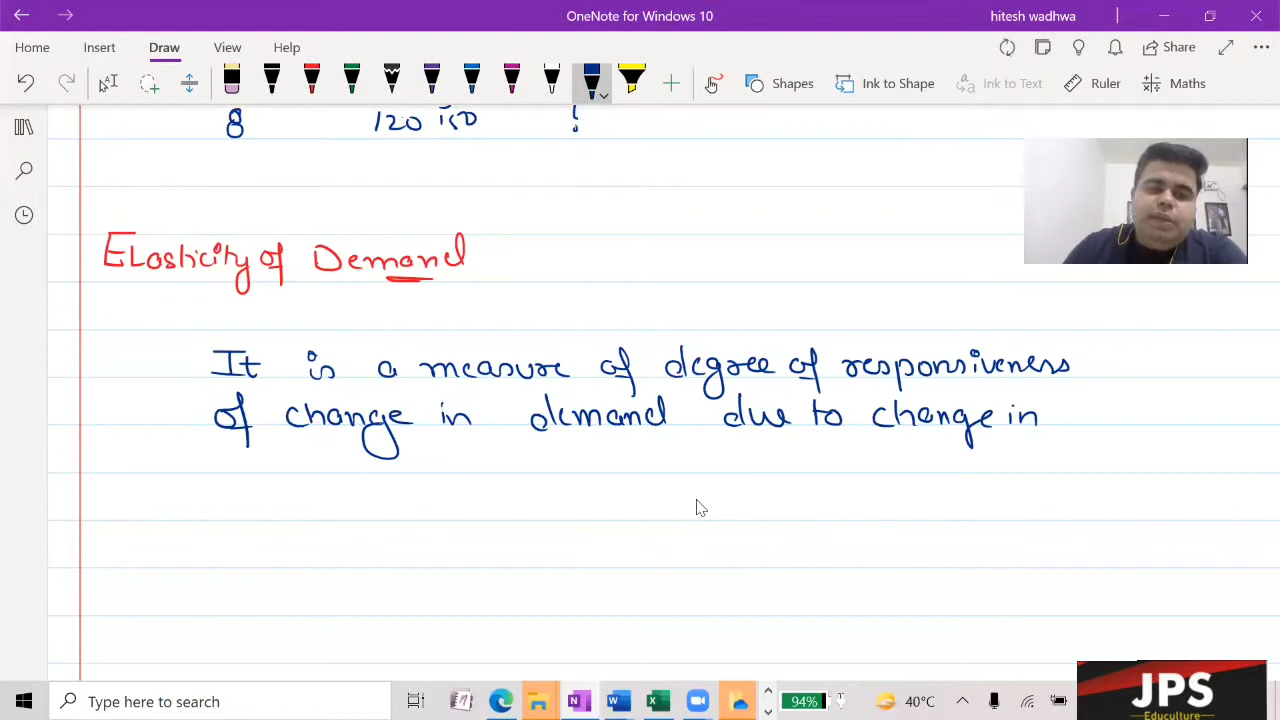 OneNote for Windows 10
hitesh wadhwa
Home Insert Draw View Help
Share
Shapes Ink to Shape Ink to Text Ruler Maths
8 120 150 !
Elasticity of Demand
It is a measure of degree of responsiveness
of change in demand due to change in
Type here to search
94%
40°C
JPS
Educulture